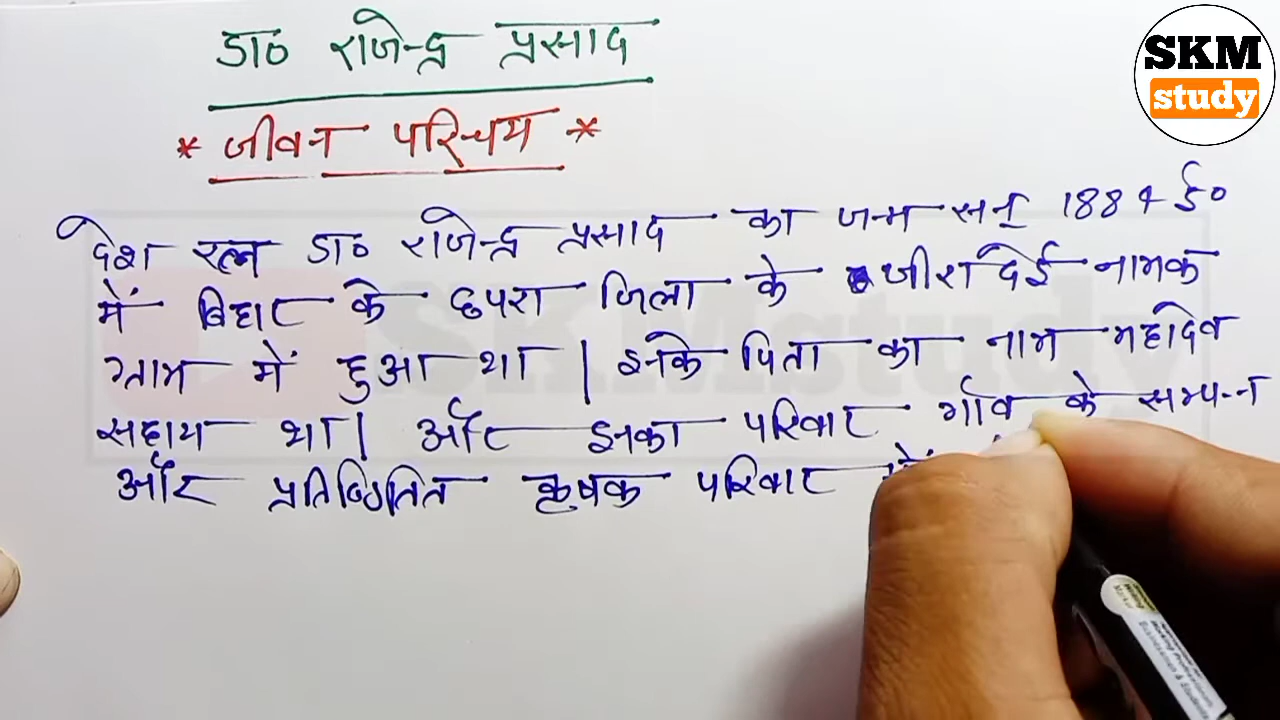 डा० राजेन्द्र प्रसाद
* जीवन परिचय *
देश रत्न डा० राजेन्द्र प्रसाद का जन्म सन् 1884 ई०
में बिहार के छपरा जिला के जीरादेई नामक
ग्राम में हुआ था | इनके पिता का नाम महादेव
सहाय था | और इनका परिवार गाँव के सम्पन्न
और प्रतिष्ठितित कृषक परिवार
SKM
study
SKMstudy